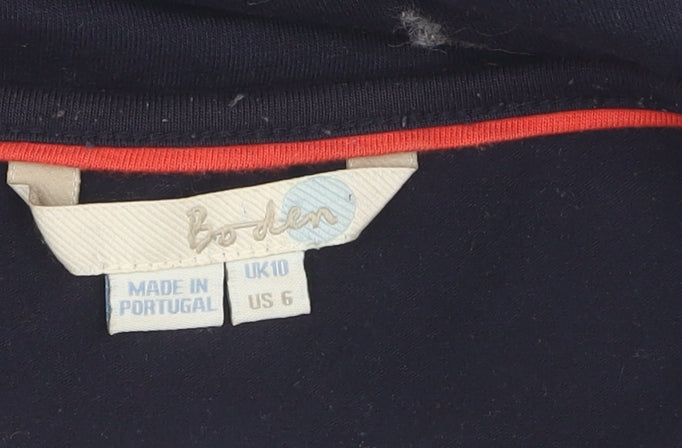 Boden
MADE IN
PORTUGAL
UK10
US 6